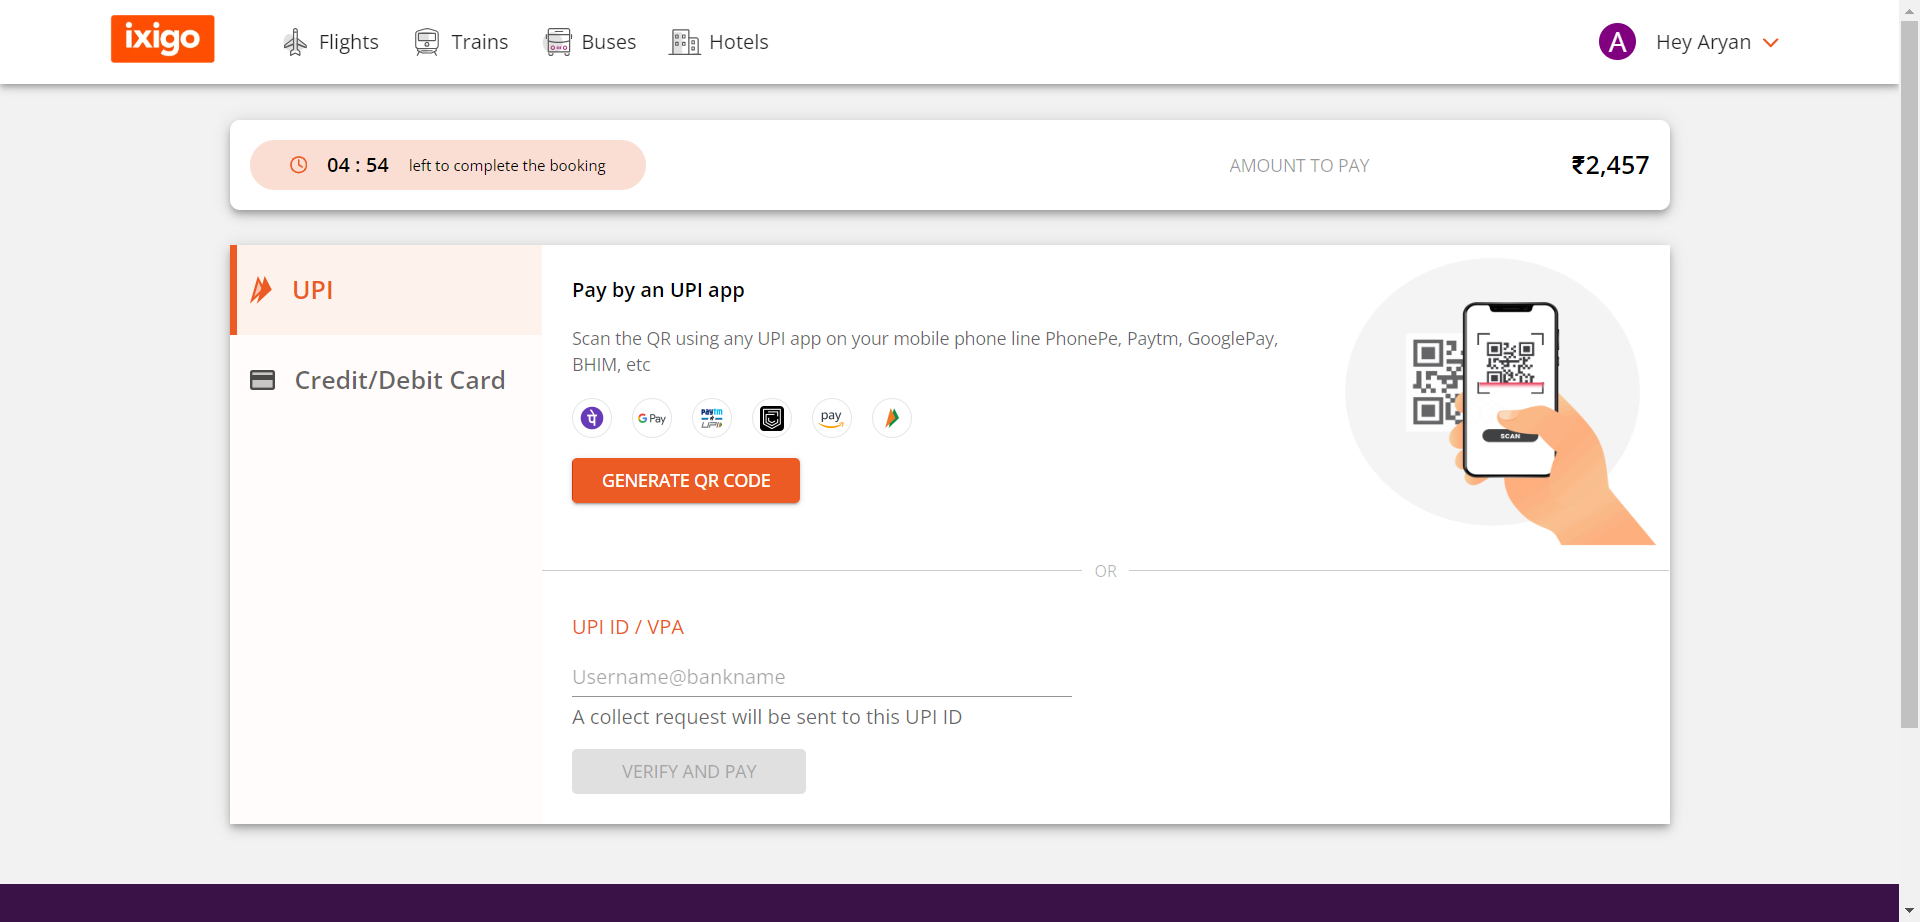 ixigo
Flights
Trains
Buses
Hotels
A
Hey Aryan
04 : 54 left to complete the booking
AMOUNT TO PAY
₹2,457
UPI
Credit/Debit Card
Pay by an UPI app
Scan the QR using any UPI app on your mobile phone line PhonePe, Paytm, GooglePay,
BHIM, etc
पे
G Pay
paytm
UPI
pay
GENERATE QR CODE
SCAN
OR
UPI ID / VPA
Username@bankname
A collect request will be sent to this UPI ID
VERIFY AND PAY